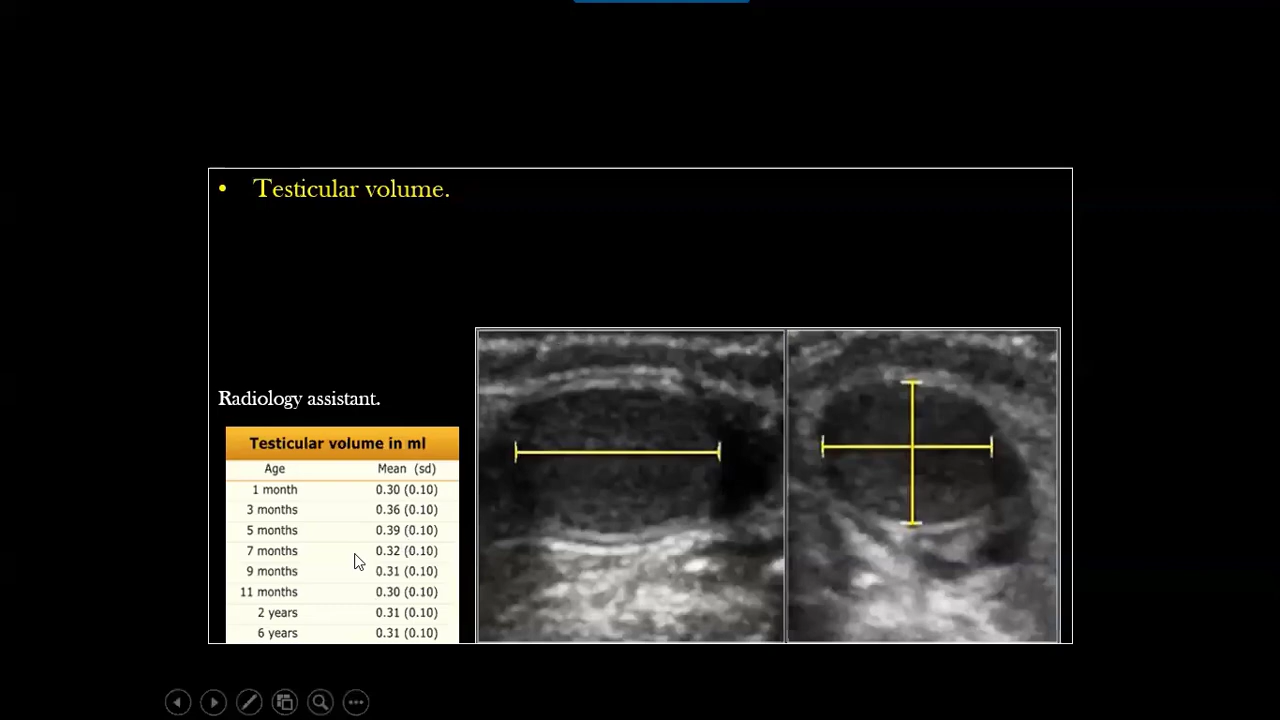 • Testicular volume.
Radiology assistant.
Testicular volume in ml
Age Mean (sd)
1 month 0.30 (0.10)
3 months 0.36 (0.10)
5 months 0.39 (0.10)
7 months 0.32 (0.10)
9 months 0.31 (0.10)
11 months 0.30 (0.10)
2 years 0.31 (0.10)
6 years 0.31 (0.10)